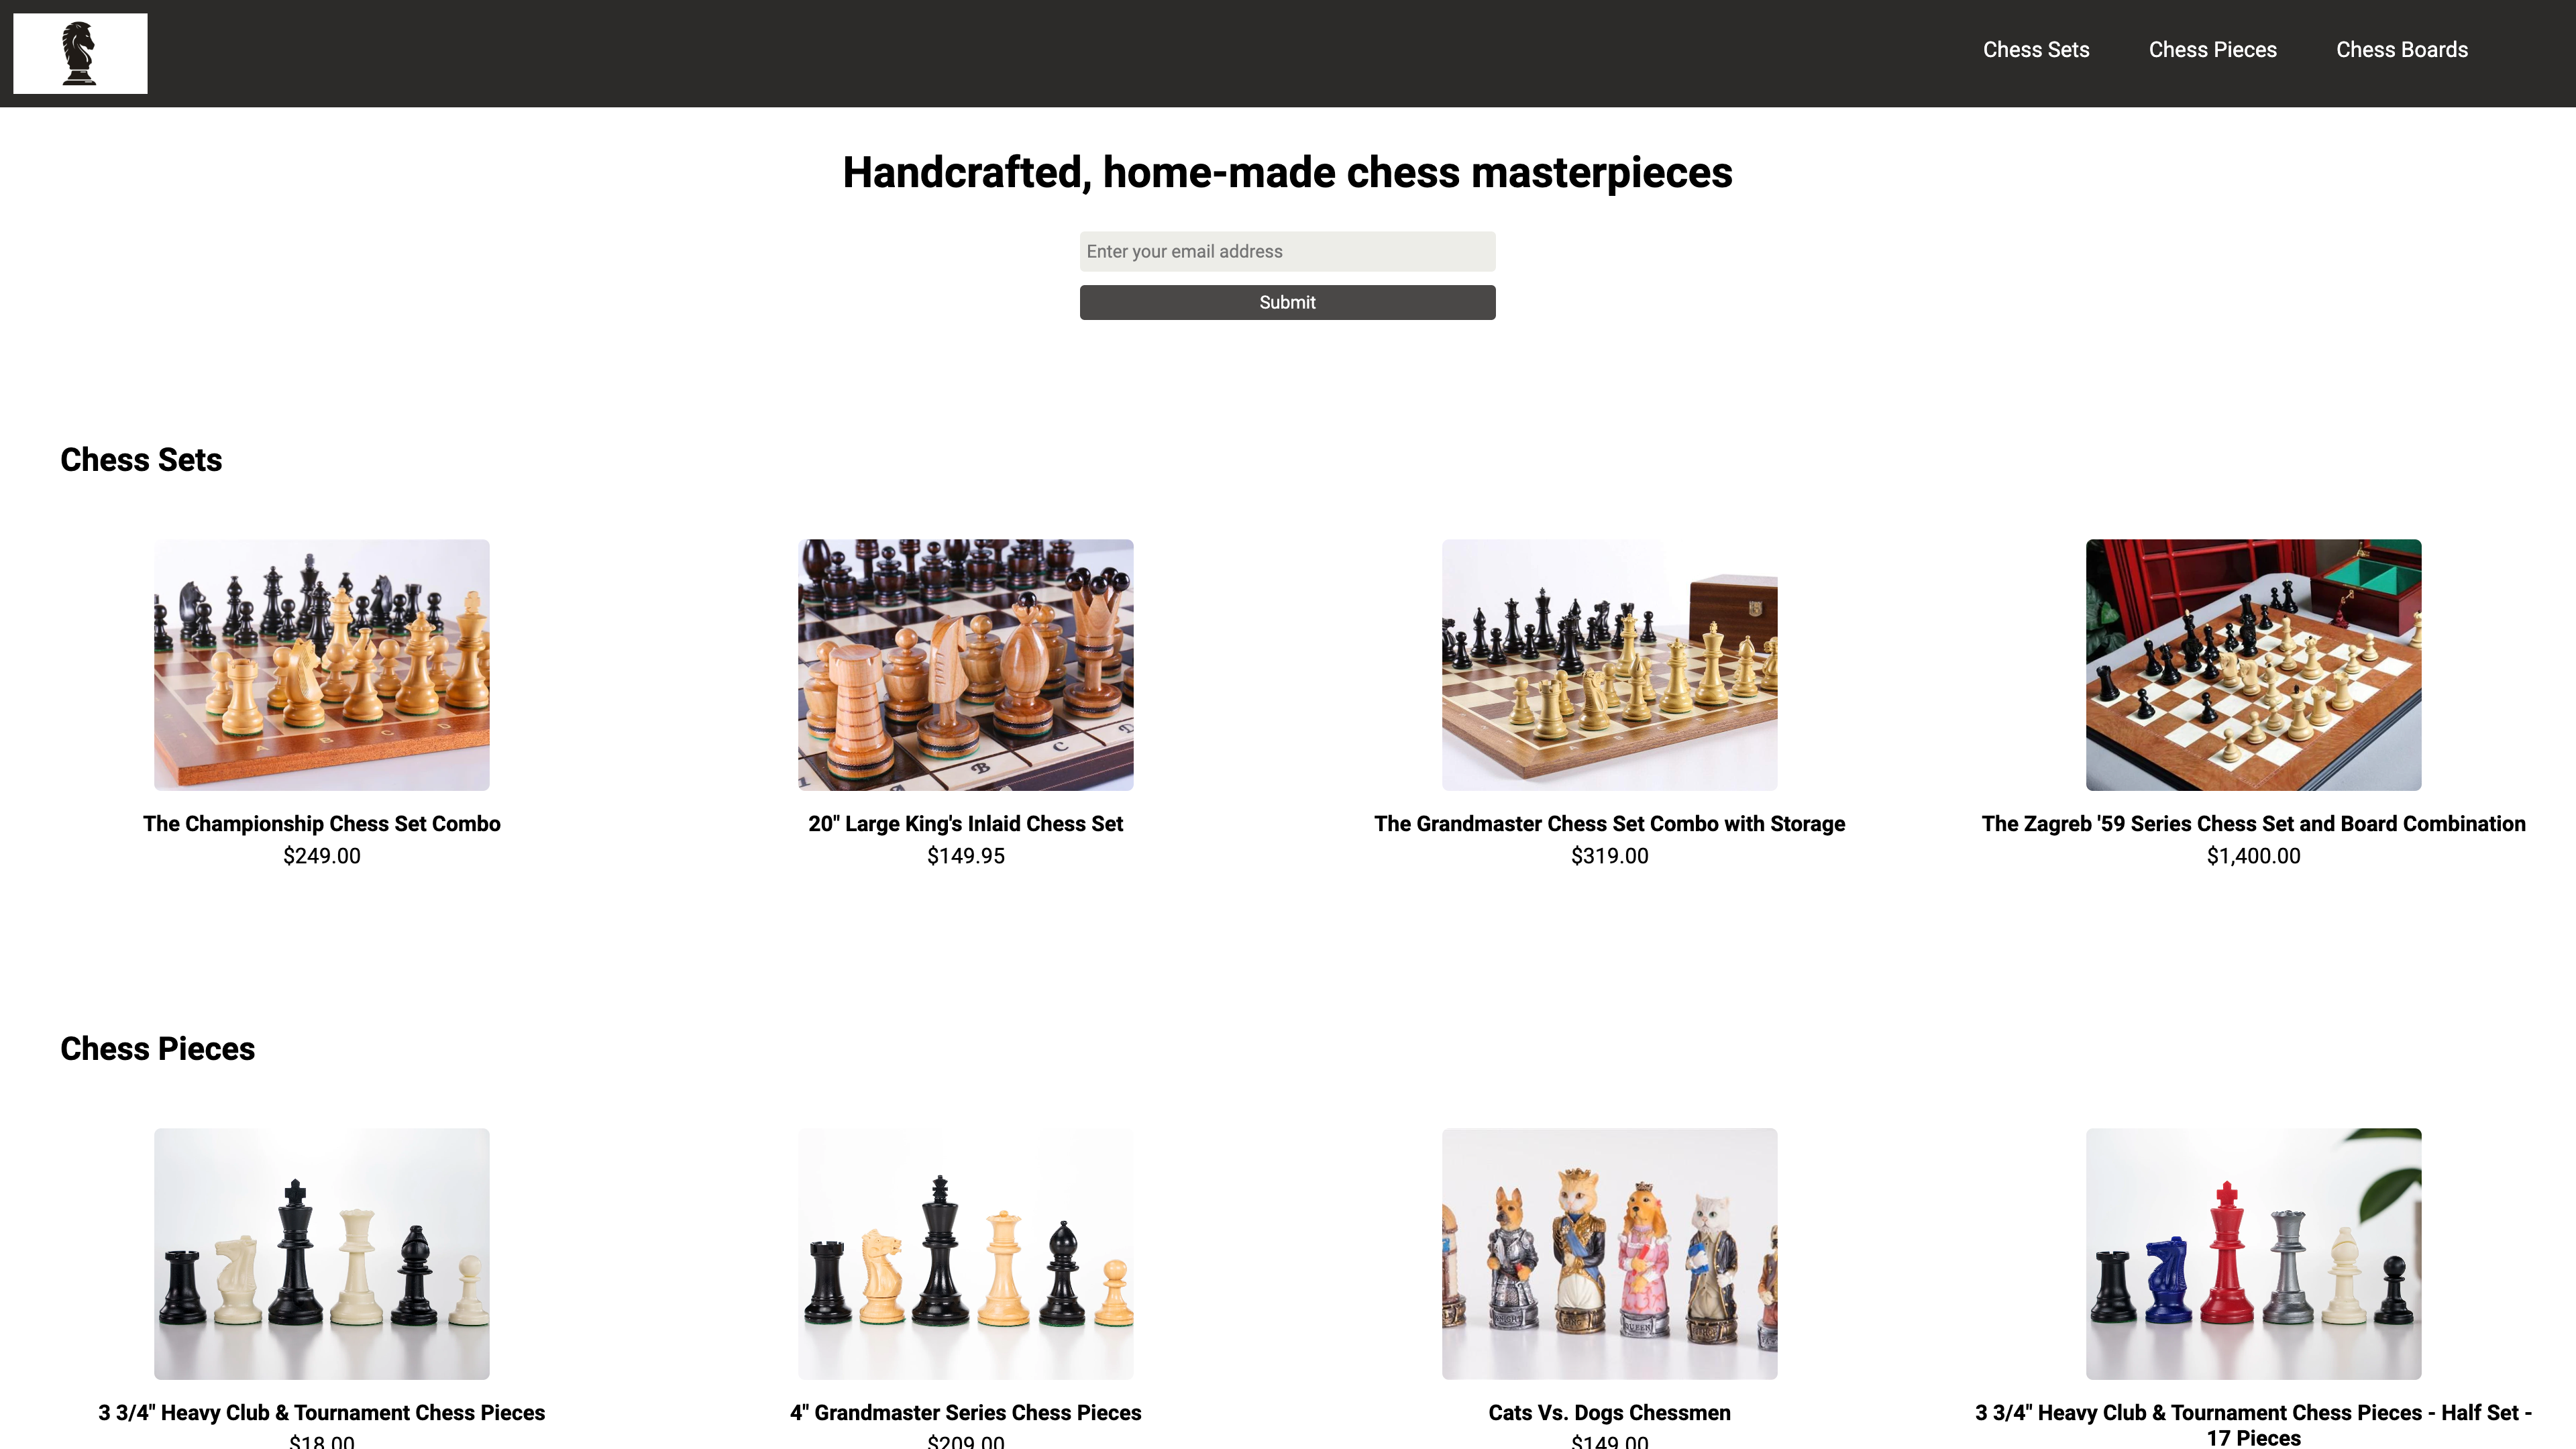 Chess Sets
Chess Pieces
Chess Boards
Handcrafted, home-made chess masterpieces
Enter your email address
Submit
Chess Sets
The Championship Chess Set Combo
$249.00
20" Large King's Inlaid Chess Set
$149.95
The Grandmaster Chess Set Combo with Storage
$319.00
The Zagreb '59 Series Chess Set and Board Combination
$1,400.00
Chess Pieces
3 3/4" Heavy Club & Tournament Chess Pieces
$18.00
4" Grandmaster Series Chess Pieces
$209.00
Cats Vs. Dogs Chessmen
$149.00
3 3/4" Heavy Club & Tournament Chess Pieces - Half Set -
17 Pieces